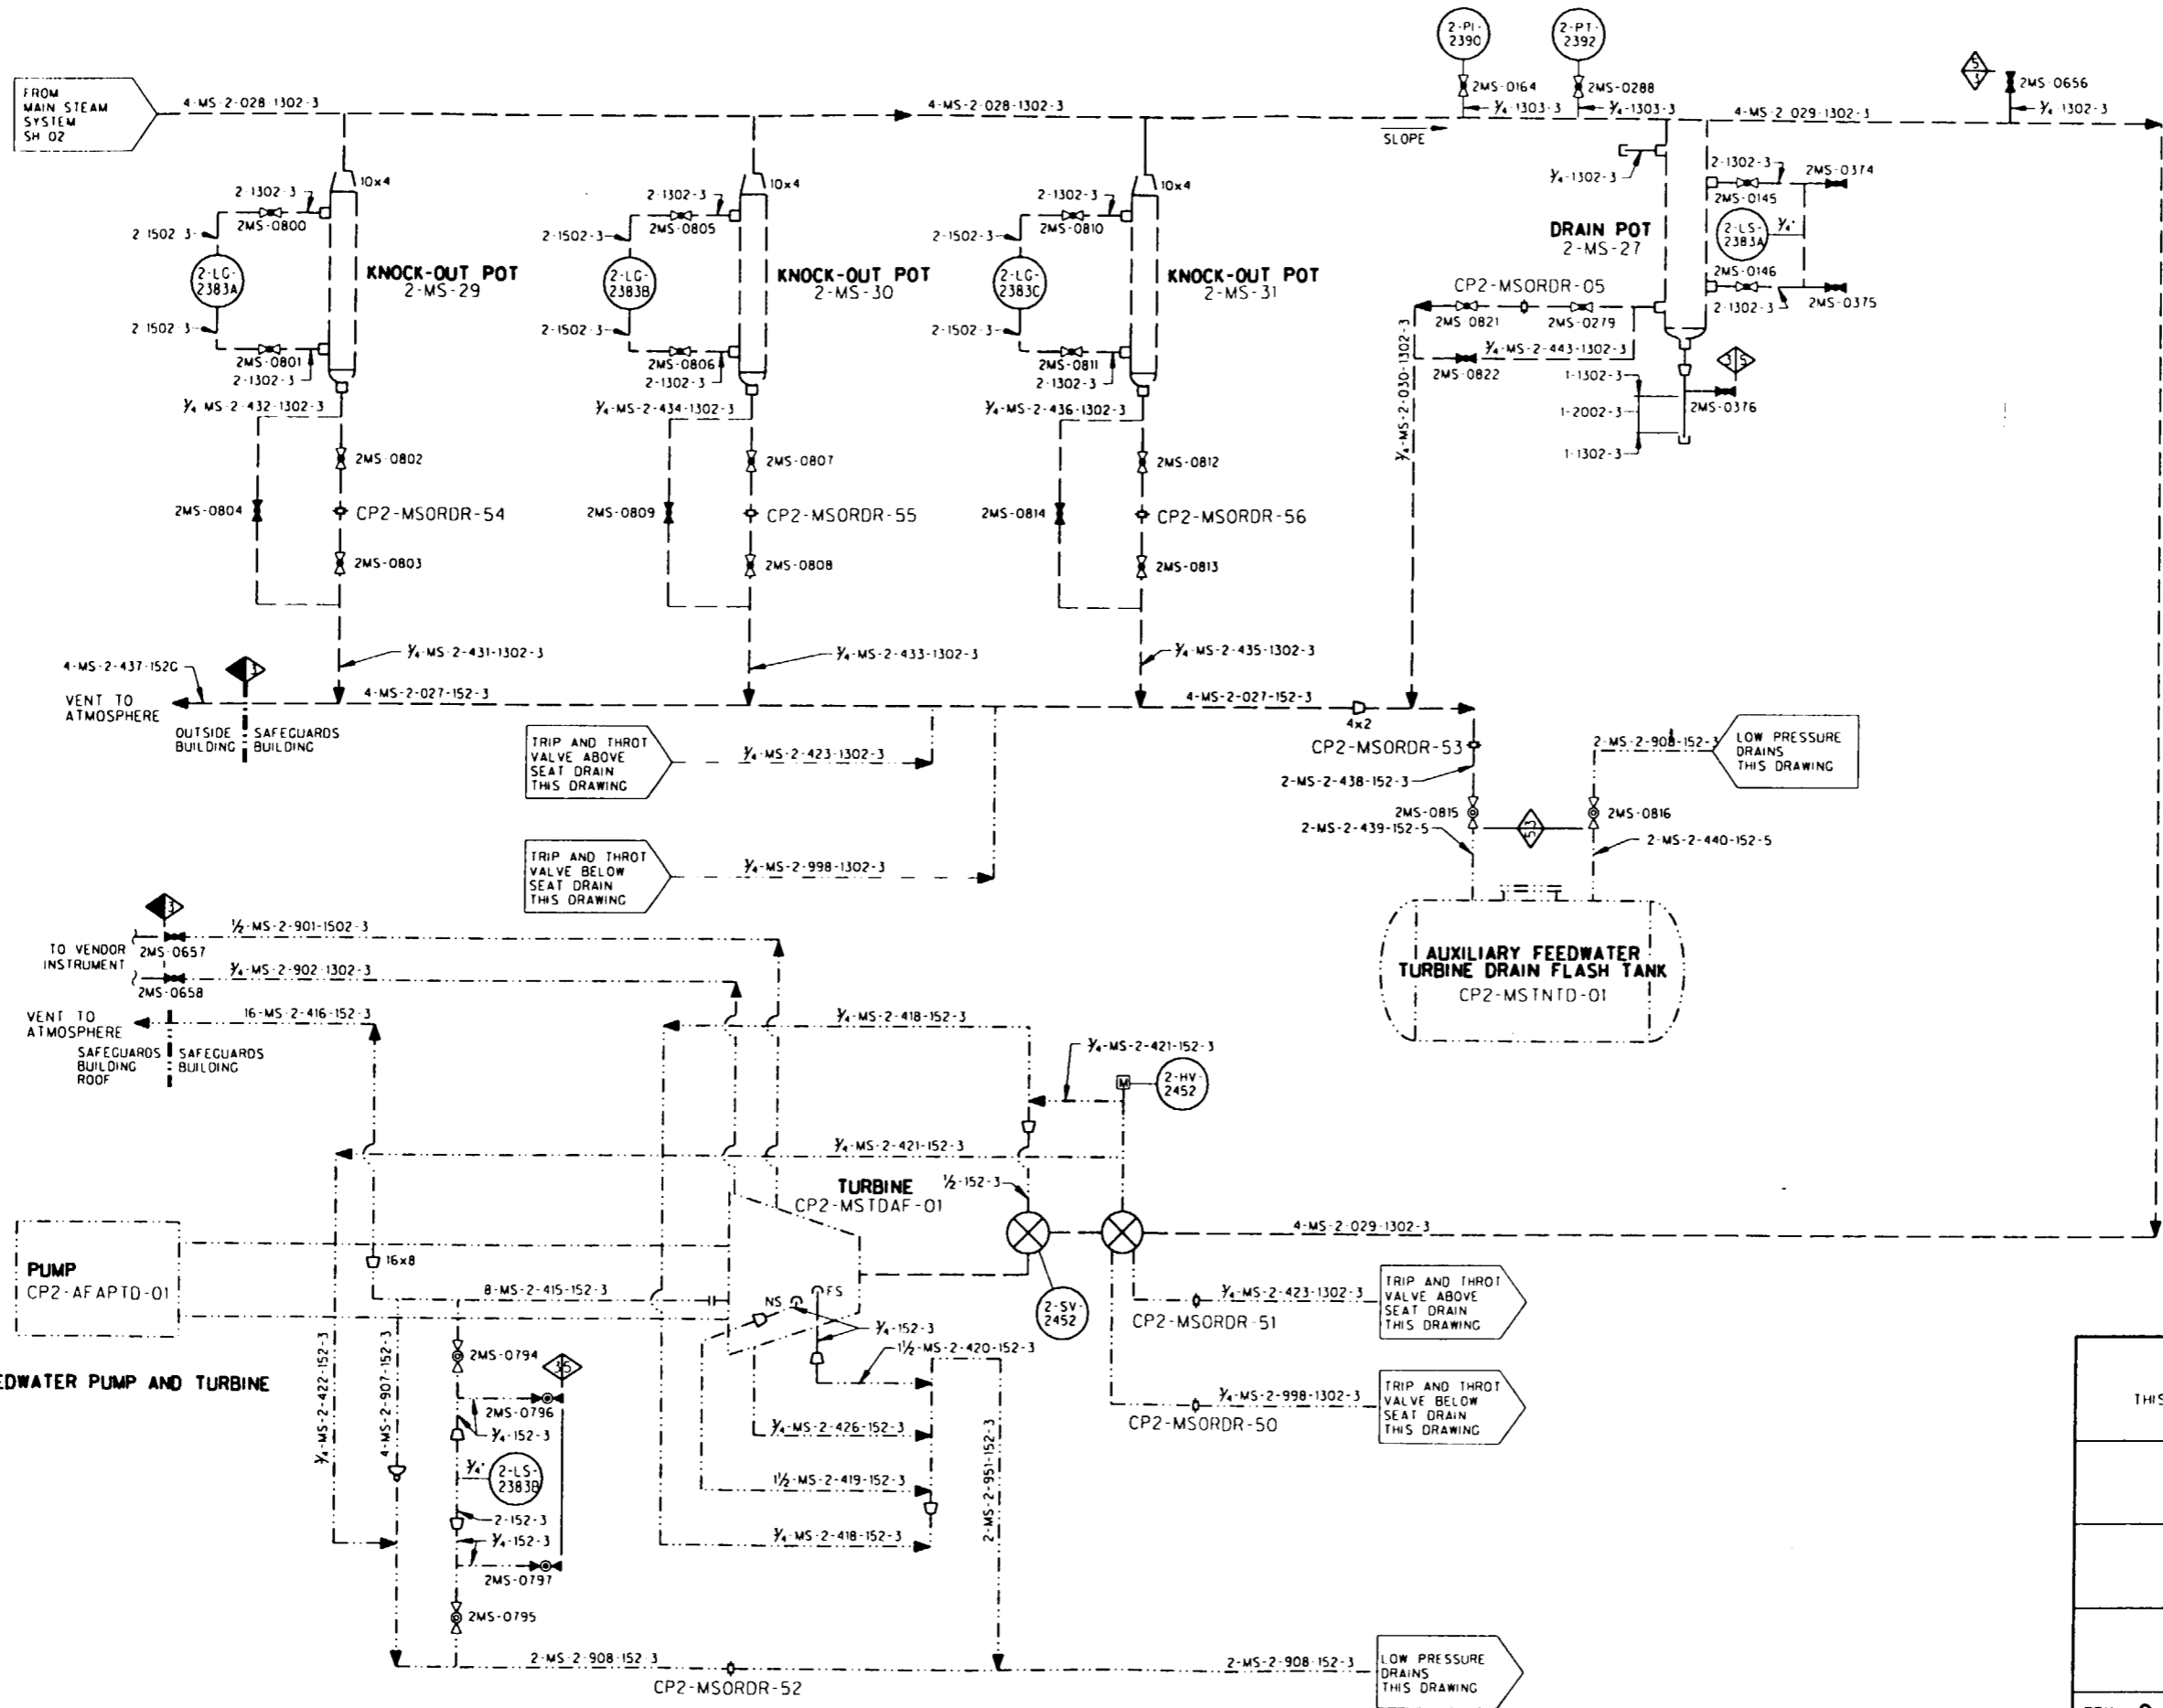 2-PI-
2390
2-PT-
2392
2MS-0164
2MS-0288
3/4-1303-3
3/4-1303-3
5
3
2MS-0656
3/4-1302-3
FROM
MAIN STEAM
SYSTEM
SH 02
4-MS-2-028-1302-3
4-MS-2-028-1302-3
SLOPE
4-MS-2-029-1302-3
10x4
10x4
10x4
3/4-1302-3
2-1302-3
2MS-0374
2MS-0145
2-1302-3
2MS-0800
2-1302-3
2MS-0805
2-1302-3
2MS-0810
2-1502-3
2-1502-3
2-1502-3
2-LG-
2383A
2-LG-
2383B
2-LG-
2383C
KNOCK-OUT POT
2-MS-29
KNOCK-OUT POT
2-MS-30
KNOCK-OUT POT
2-MS-31
DRAIN POT
2-MS-27
2-LS-
2383A
3/4"
2MS-0146
2-1302-3
2MS-0375
CP2-MSORDR-05
2MS-0821
2MS-0279
3/4-MS-2-443-1302-3
2MS-0822
2-1502-3
2-1502-3
2-1502-3
2MS-0801
2-1302-3
2MS-0806
2-1302-3
2MS-0811
2-1302-3
3
5
1-1302-3
1-2002-3
1-1302-3
2MS-0376
3/4 MS-2-432-1302-3
3/4-MS-2-434-1302-3
3/4-MS-2-436-1302-3
3/4-MS-2-030-1302-3
2MS-0802
2MS-0807
2MS-0812
2MS-0804
CP2-MSORDR-54
2MS-0809
CP2-MSORDR-55
2MS-0814
CP2-MSORDR-56
2MS-0803
2MS-0808
2MS-0813
3/4-MS-2-431-1302-3
3/4-MS-2-433-1302-3
3/4-MS-2-435-1302-3
4-MS-2-437-152G
3
VENT TO
ATMOSPHERE
OUTSIDE
BUILDING
SAFEGUARDS
BUILDING
4-MS-2-027-152-3
4-MS-2-027-152-3
4x2
TRIP AND THROT
VALVE ABOVE
SEAT DRAIN
THIS DRAWING
3/4-MS-2-423-1302-3
CP2-MSORDR-53
2-MS-2-438-152-3
2-MS-2-908-152-3
LOW PRESSURE
DRAINS
THIS DRAWING
2MS-0815
2MS-0816
3
5
2-MS-2-439-152-5
2-MS-2-440-152-5
TRIP AND THROT
VALVE BELOW
SEAT DRAIN
THIS DRAWING
3/4-MS-2-998-1302-3
AUXILIARY FEEDWATER
TURBINE DRAIN FLASH TANK
CP2-MSTNTD-01
3
TO VENDOR
INSTRUMENT
2MS-0657
2MS-0658
1/2-MS-2-901-1502-3
3/4-MS-2-902-1302-3
VENT TO
ATMOSPHERE
16-MS-2-416-152-3
SAFEGUARDS
BUILDING
ROOF
SAFEGUARDS
BUILDING
3/4-MS-2-418-152-3
3/4-MS-2-421-152-3
M
2-HV-
2452
3/4-MS-2-421-152-3
1/2-152-3
TURBINE
CP2-MSTDAF-01
4-MS-2-029-1302-3
PUMP
CP2-AFAPTD-01
16x8
8-MS-2-415-152-3
NS
FS
3/4-152-3
2-SV-
2452
3/4-MS-2-423-1302-3
CP2-MSORDR-51
TRIP AND THROT
VALVE ABOVE
SEAT DRAIN
THIS DRAWING
1 1/2-MS-2-420-152-3
EDWATER PUMP AND TURBINE
2MS-0794
3
5
2MS-0796
3/4-152-3
3/4-MS-2-998-1302-3
CP2-MSORDR-50
TRIP AND THROT
VALVE BELOW
SEAT DRAIN
THIS DRAWING
THIS
3/4-MS-2-422-152-3
4-MS-2-907-152-3
3/4-MS-2-426-152-3
3/4"
2-LS-
2383B
1 1/2-MS-2-419-152-3
2-152-3
3/4-152-3
3/4-MS-2-418-152-3
2-MS-2-951-152-3
2MS-0797
2MS-0795
2-MS-2-908-152-3
CP2-MSORDR-52
2-MS-2-908-152-3
LOW PRESSURE
DRAINS
THIS DRAWING